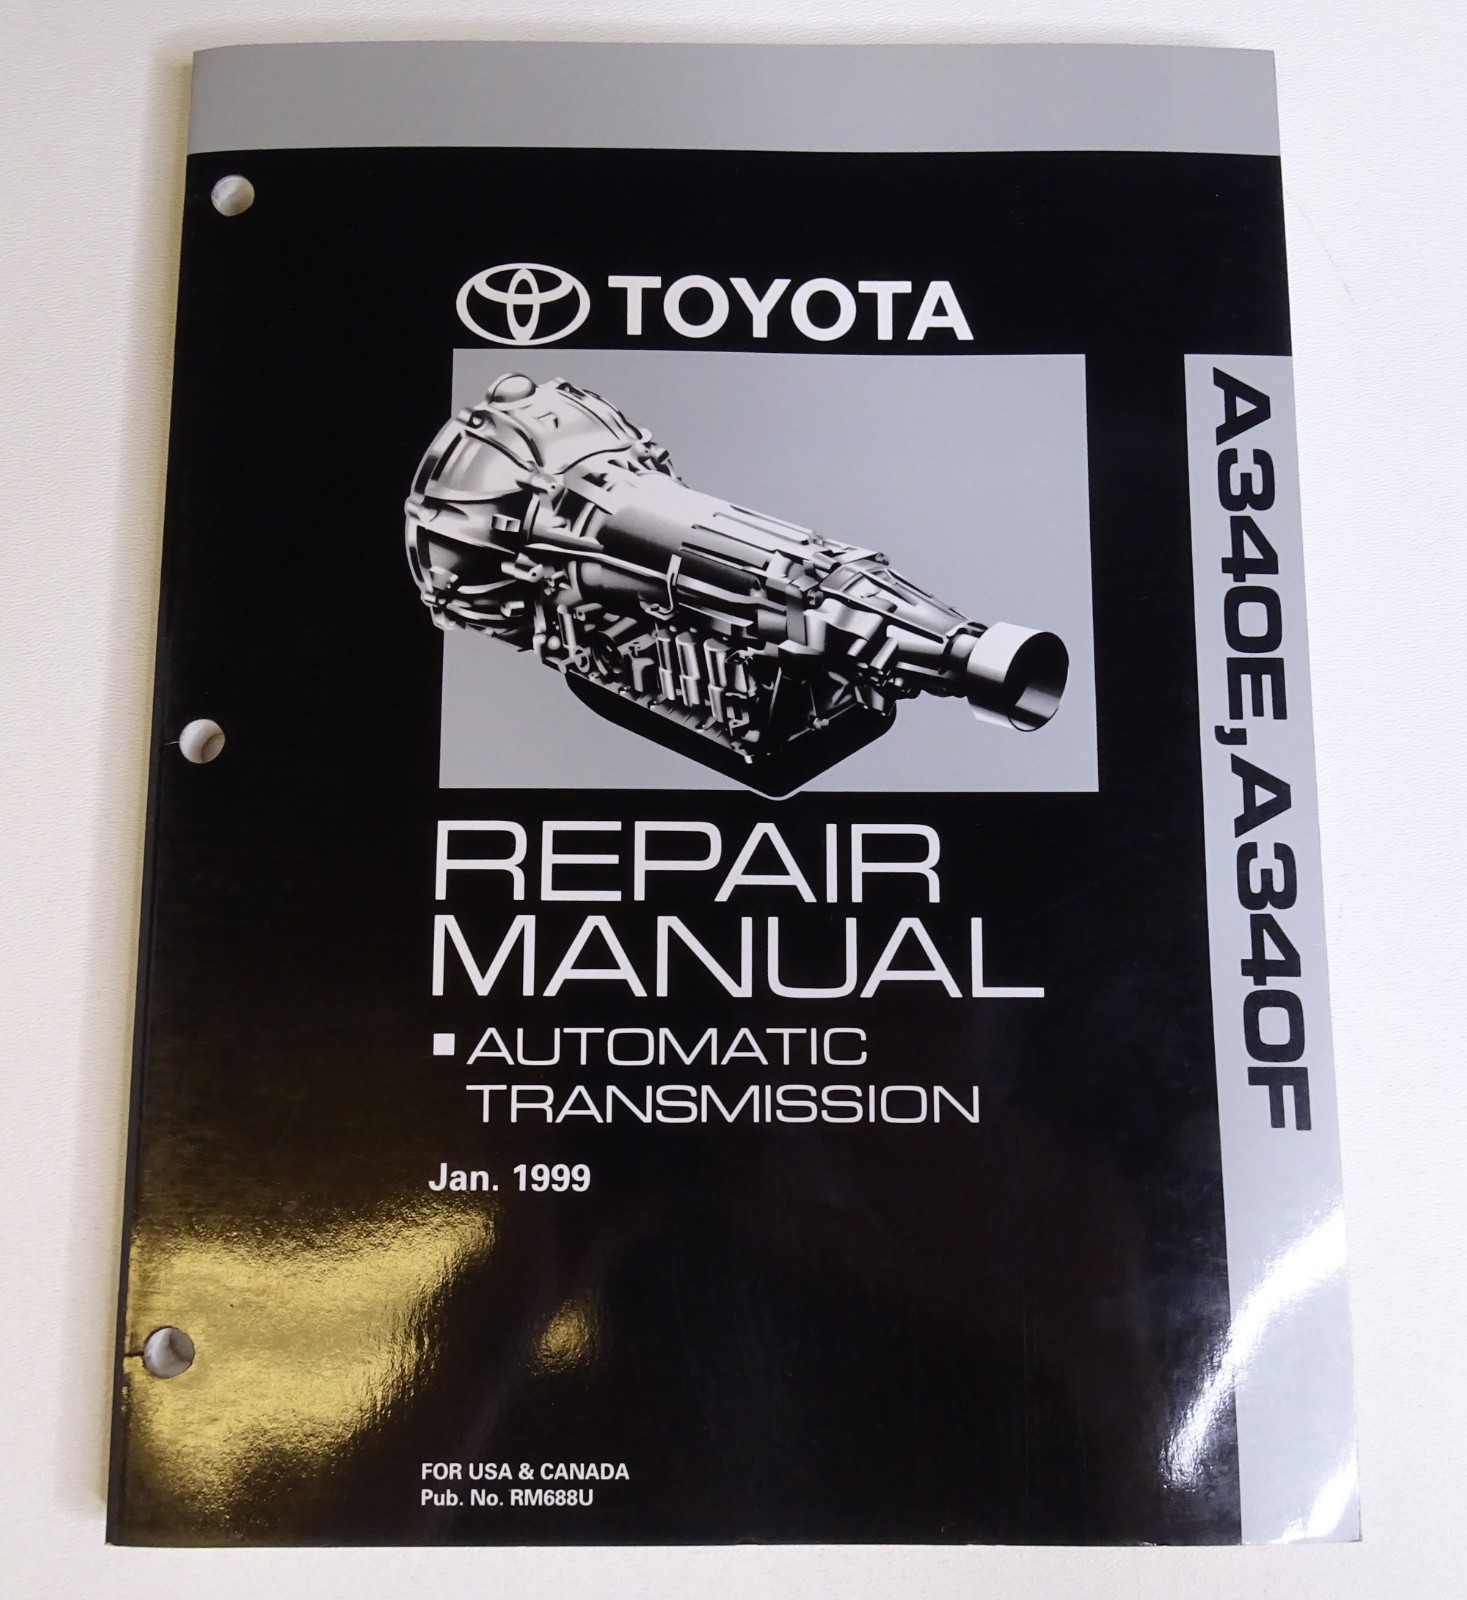 TOYOTA
A340E, A340F
REPAIR
MANUAL
▪ AUTOMATIC
TRANSMISSION
Jan. 1999
FOR USA & CANADA
Pub. No. RM688U